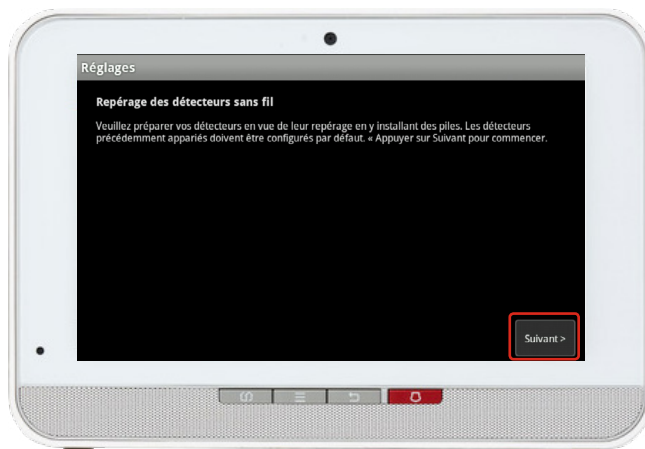 Réglages
Repérage des détecteurs sans fil
Veuillez préparer vos détecteurs en vue de leur repérage en y installant des piles. Les détecteurs
précédemment appariés doivent être configurés par défaut. « Appuyer sur Suivant pour commencer.
Suivant >